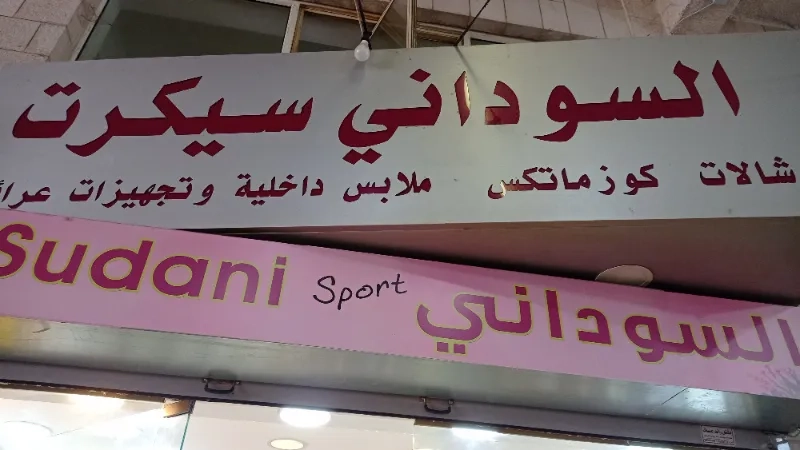 السوداني سيكرت
شالات كوزماتكس ملابس داخلية وتجهيزات
Sudani Sport السوداني